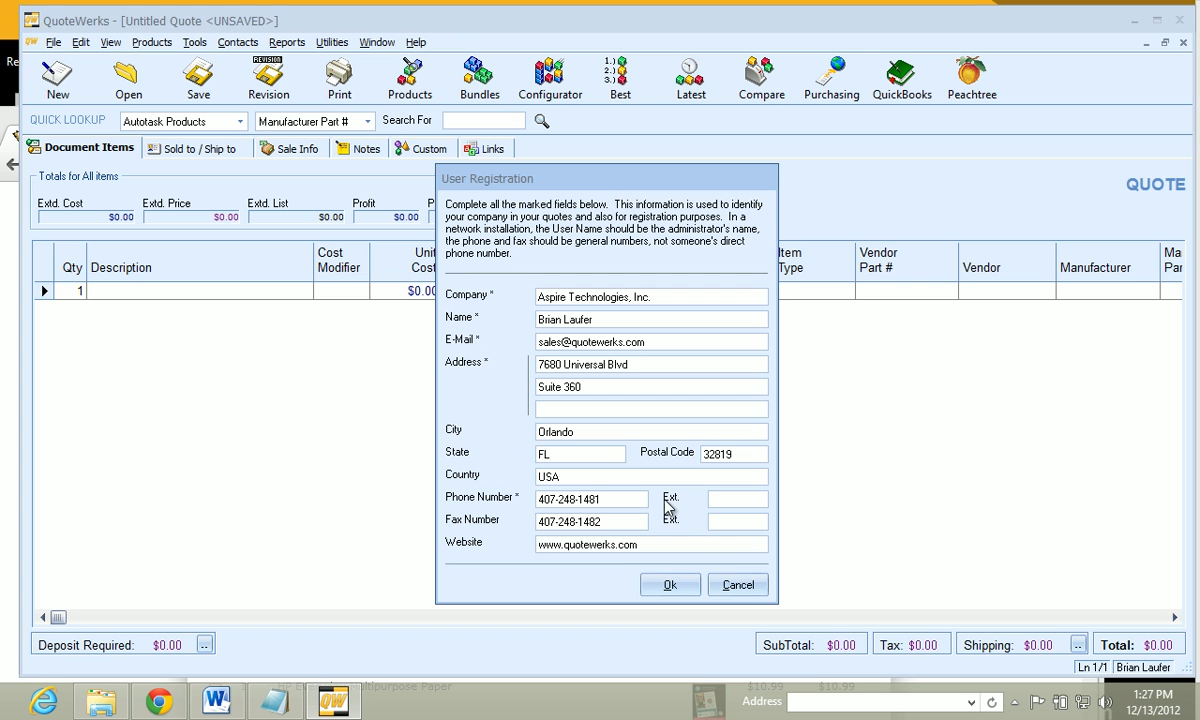 QuoteWerks - [Untitled Quote <UNSAVED>]
QW File Edit View Products Tools Contacts Reports Utilities Window Help
REVISION 1.) 2.) 3.)
New Open Save Revision Print Products Bundles Configurator Best Latest Compare Purchasing QuickBooks Peachtree
QUICK LOOKUP Autotask Products Manufacturer Part # Search For
Document Items Sold to / Ship to Sale Info Notes Custom Links
Totals for All items
QUOTE
Extd. Cost Extd. Price Extd. List Profit
$0.00 $0.00 $0.00 $0.00
Qty Description Cost Modifier Unit Cost Item Type Vendor Part # Vendor Manufacturer
1 $0.00
User Registration
Complete all the marked fields below. This information is used to identify
your company in your quotes and also for registration purposes. In a
network installation, the User Name should be the administrator's name,
the phone and fax should be general numbers, not someone's direct
phone number.
Company * Aspire Technologies, Inc.
Name * Brian Laufer
E-Mail * sales@quotewerks.com
Address * 7680 Universal Blvd
Suite 360
City Orlando
State FL Postal Code 32819
Country USA
Phone Number * 407-248-1481 Ext.
Fax Number 407-248-1482 Ext.
Website www.quotewerks.com
Ok Cancel
Deposit Required: $0.00 .. SubTotal: $0.00 Tax: $0.00 Shipping: $0.00 .. Total: $0.00
Ln 1/1 Brian Laufer
$10.99 $10.99
Address
1:27 PM
12/13/2012